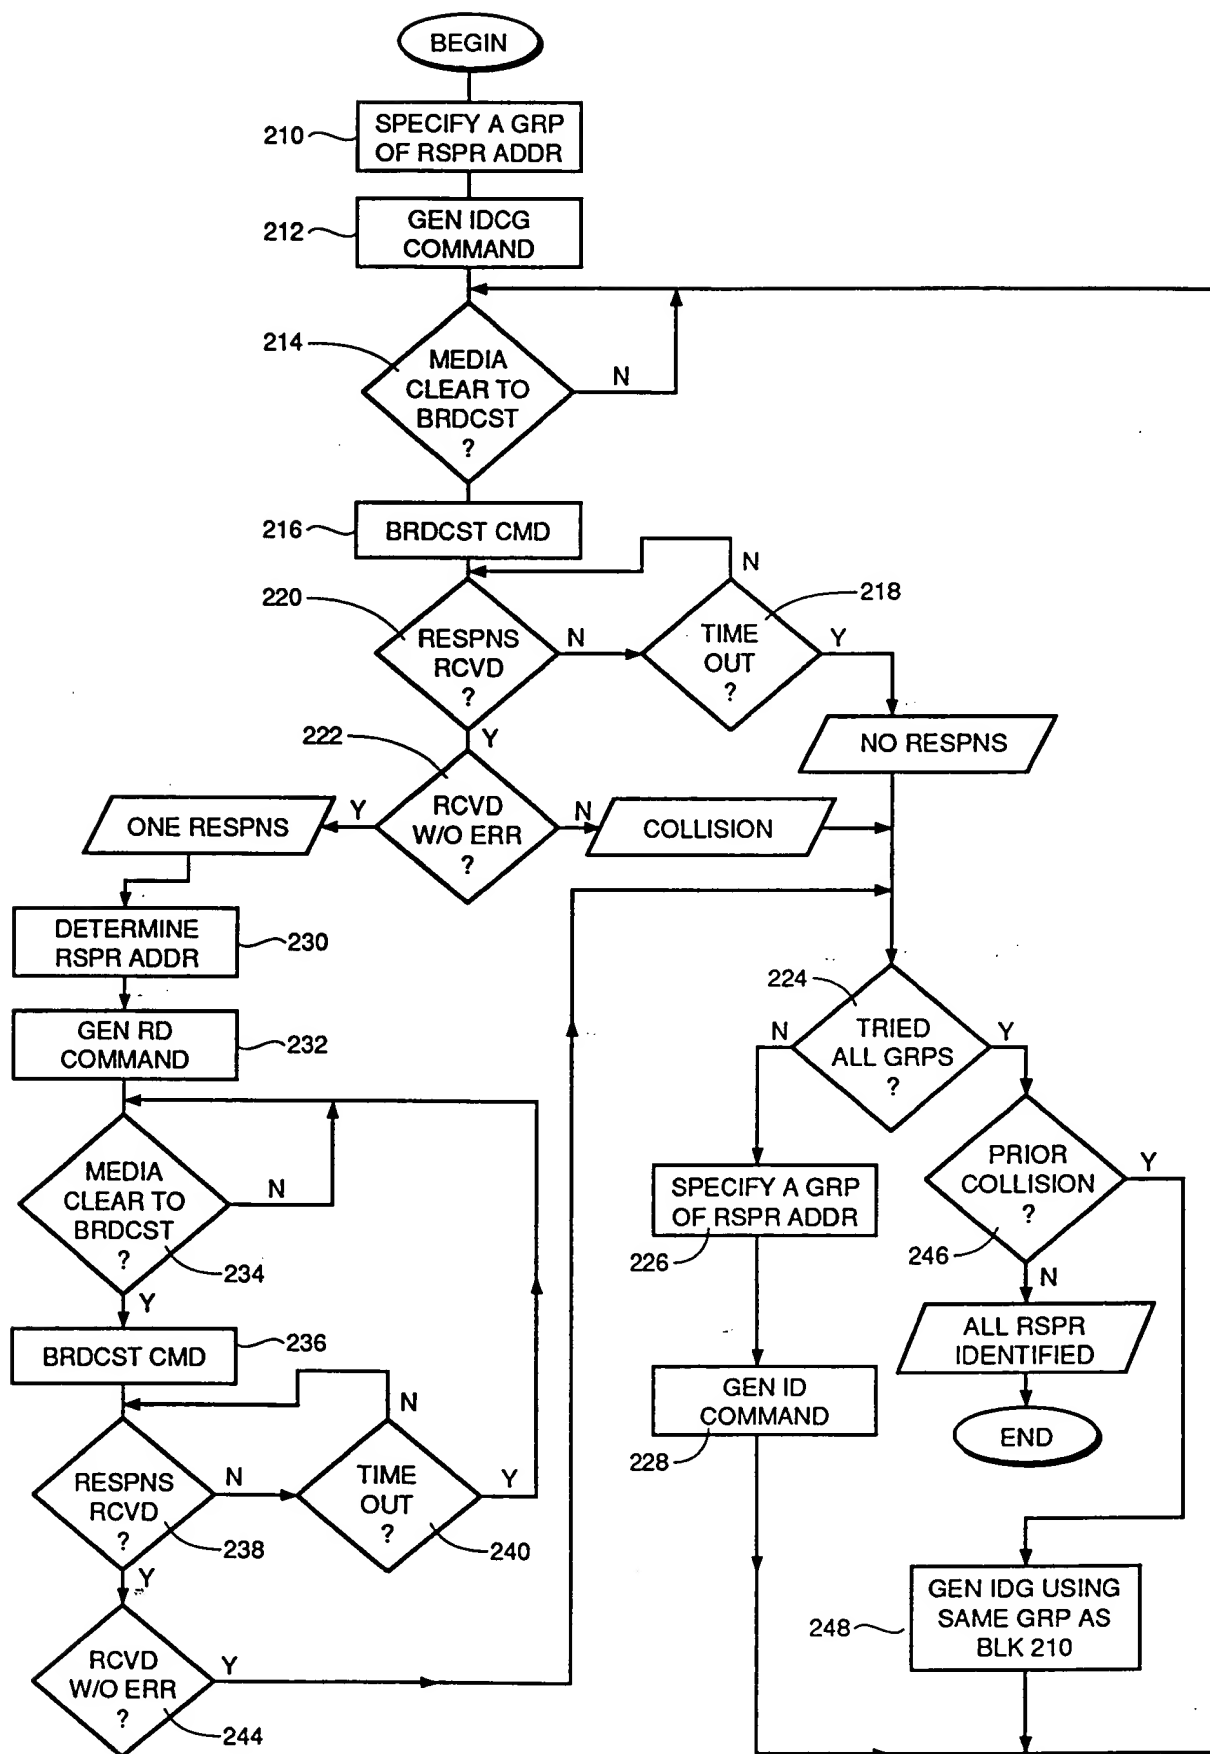 BEGIN
210
SPECIFY A GRP
OF RSPR ADDR
212
GEN IDCG
COMMAND
214
MEDIA
CLEAR TO
BRDCST
?
N
216
BRDCST CMD
N
220
RESPNS
RCVD
?
N
218
TIME
OUT
?
Y
Y
NO RESPNS
222
RCVD
W/O ERR
?
Y
N
ONE RESPNS
COLLISION
DETERMINE
RSPR ADDR
230
GEN RD
COMMAND
232
224
TRIED
ALL GRPS
?
N
Y
MEDIA
CLEAR TO
BRDCST
?
N
234
Y
SPECIFY A GRP
OF RSPR ADDR
226
PRIOR
COLLISION
?
Y
246
N
BRDCST CMD
236
ALL RSPR
IDENTIFIED
GEN ID
COMMAND
228
END
N
RESPNS
RCVD
?
N
238
TIME
OUT
?
Y
240
Y
GEN IDG USING
SAME GRP AS
BLK 210
248
RCVD
W/O ERR
?
Y
244